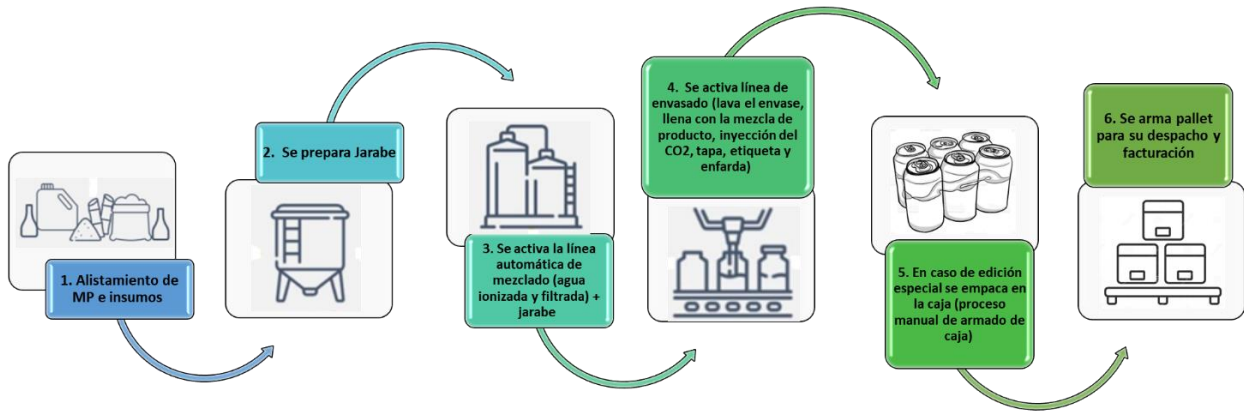 1. Alistamiento de
MP e insumos
2. Se prepara Jarabe
3. Se activa la línea
automática de
mezclado (agua
ionizada y filtrada) +
jarabe
4. Se activa línea de
envasado (lava el envase,
llena con la mezcla de
producto, inyección del
CO2, tapa, etiqueta y
enfarda)
5. En caso de edición
especial se empaca en
la caja (proceso
manual de armado de
caja)
6. Se arma pallet
para su despacho y
facturación